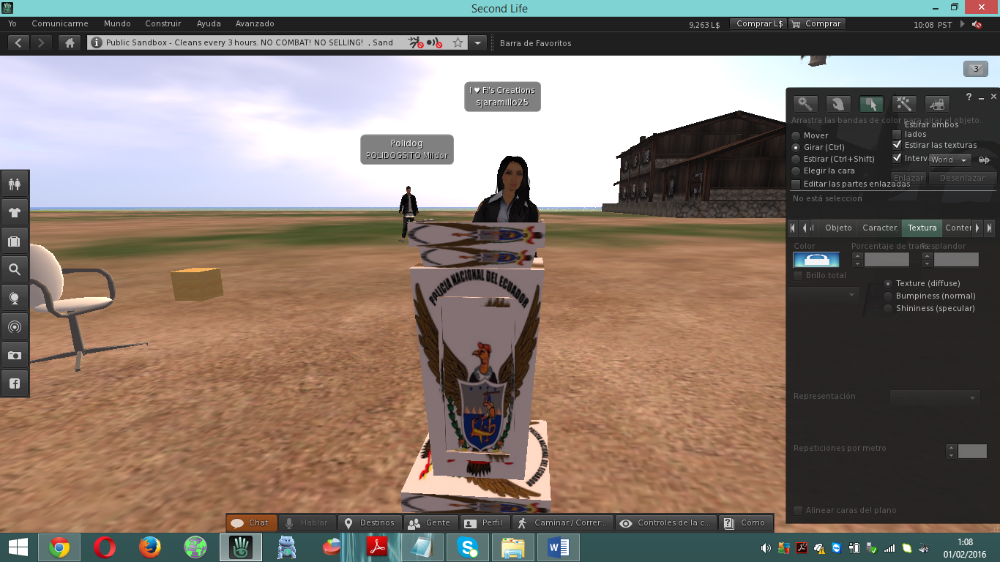 Second Life
Yo Comunicarme Mundo Construir Ayuda Avanzado
9,263 L$ Comprar L$ Comprar 10:08 PST
Public Sandbox - Cleans every 3 hours. NO COMBAT! NO SELLING! , Sand
Barra de Favoritos
3
I ♥ Fi's Creations
sjaramillo25
Polidog
POLIDOGSITO Mildor
POLICIA NACIONAL DEL ECUADOR
POLICIA NACIONAL DEL ECUADOR
?
Arrastra las bandas de color para girar el objeto.
Mover
Girar (Ctrl)
Estirar (Ctrl+Shift)
Elegir la cara
Editar las partes enlazadas
Estirar ambos
lados
Estirar las texturas
Interva World
Enlazar Desenlazar
No está seleccion
al Objeto Caracter. Textura Conter
Color Porcentaje de trans Resplandor
Brillo total
Texture (diffuse)
Bumpiness (normal)
Shininess (specular)
Representación
Repeticiones por metro
Alinear caras del plano
Chat Hablar Destinos Gente Perfil Caminar / Correr ... Controles de la c... Cómo
1:08
01/02/2016